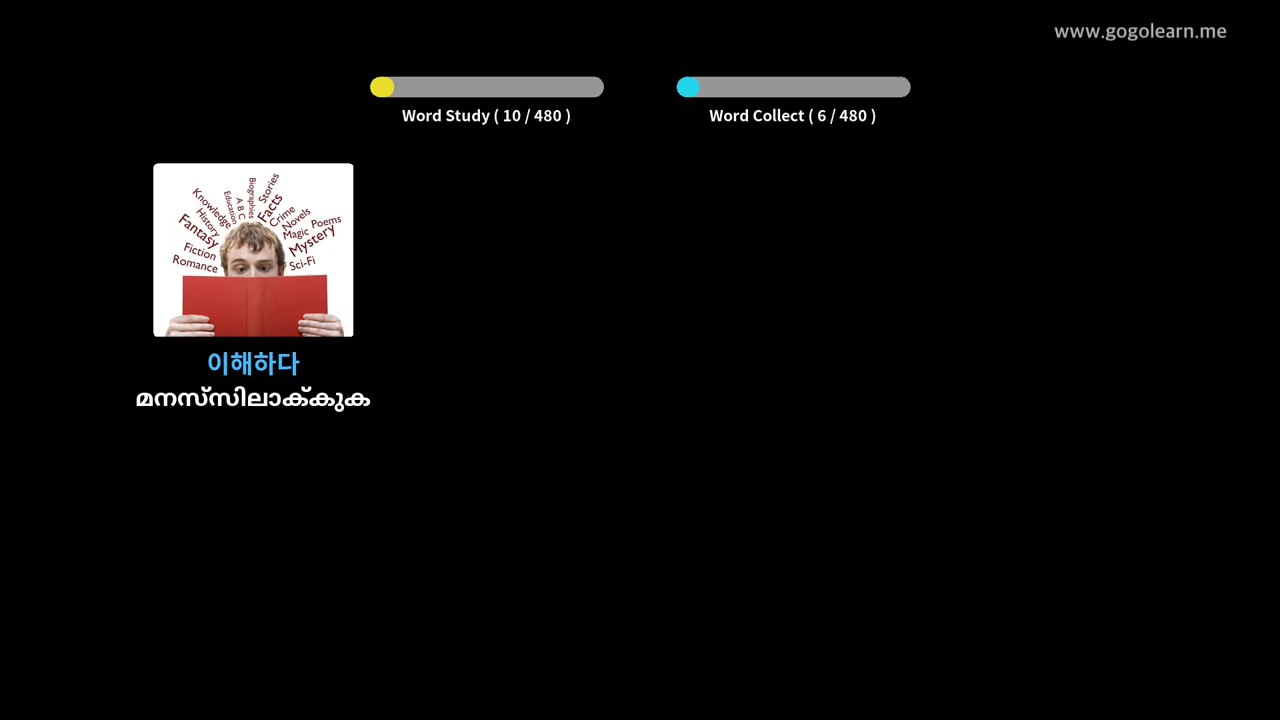 www.gogolearn.me
Word Study ( 10 / 480 )
Word Collect ( 6 / 480 )
Knowledge
History
Fantasy
Fiction
Romance
Education
A B C
Biographies
Stories
Facts
Crime
Novels
Magic
Poems
Mystery
Sci-Fi
이해하다
മനസ്സിലാക്കുക